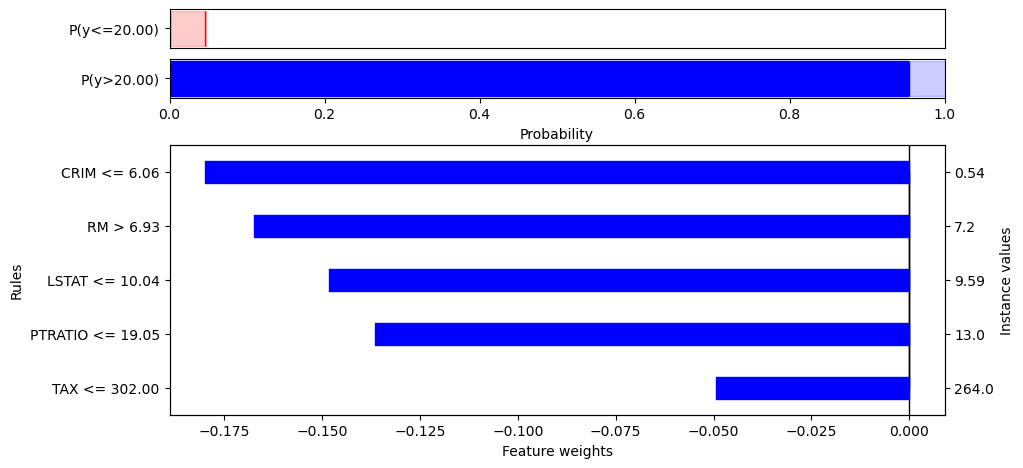 P(y<=20.00)
P(y>20.00)
0.0 0.2 0.4 0.6 0.8 1.0
Probability
CRIM <= 6.06 0.54
RM > 6.93 7.2
LSTAT <= 10.04 9.59
PTRATIO <= 19.05 13.0
TAX <= 302.00 264.0
Rules
Instance values
−0.175 −0.150 −0.125 −0.100 −0.075 −0.050 −0.025 0.000
Feature weights